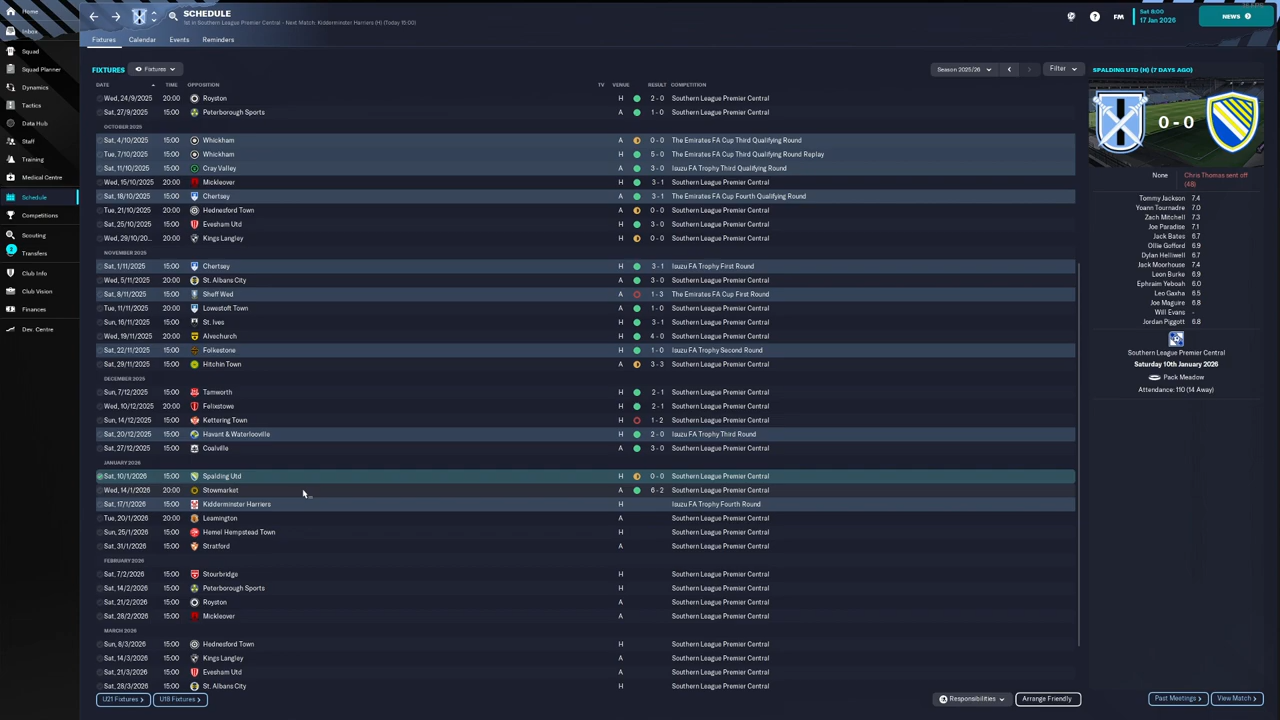 Home
Inbox
Squad
Squad Planner
Dynamics
Tactics
Data Hub
Staff
Training
Medical Centre
Schedule
Competitions
Scouting
Transfers
Club Info
Club Vision
Finances
Dev. Centre
SCHEDULE
1st in Southern League Premier Central - Next Match: Kidderminster Harriers (H) (Today 15:00)
FM
Sat 8:00
17 Jan 2026
NEWS
Fixtures Calendar Events Reminders
FIXTURES Fixtures Season 2025/26 Filter
DATE TIME OPPOSITION TV VENUE RESULT COMPETITION
Wed, 24/9/2025 20:00 Royston H 2 - 0 Southern League Premier Central
Sat, 27/9/2025 15:00 Peterborough Sports A 1 - 0 Southern League Premier Central
OCTOBER 2025
Sat, 4/10/2025 15:00 Whickham A 0 - 0 The Emirates FA Cup Third Qualifying Round
Tue, 7/10/2025 15:00 Whickham H 5 - 0 The Emirates FA Cup Third Qualifying Round Replay
Sat, 11/10/2025 15:00 Cray Valley A 3 - 0 Isuzu FA Trophy Third Qualifying Round
Wed, 15/10/2025 20:00 Mickleover H 3 - 1 Southern League Premier Central
Sat, 18/10/2025 15:00 Chertsey H 3 - 1 The Emirates FA Cup Fourth Qualifying Round
Tue, 21/10/2025 20:00 Hednesford Town A 0 - 0 Southern League Premier Central
Sat, 25/10/2025 15:00 Evesham Utd H 3 - 0 Southern League Premier Central
Wed, 29/10/20... 20:00 Kings Langley H 0 - 0 Southern League Premier Central
NOVEMBER 2025
Sat, 1/11/2025 15:00 Chertsey H 3 - 1 Isuzu FA Trophy First Round
Wed, 5/11/2025 20:00 St. Albans City A 3 - 0 Southern League Premier Central
Sat, 8/11/2025 15:00 Sheff Wed A 1 - 3 The Emirates FA Cup First Round
Tue, 11/11/2025 20:00 Lowestoft Town A 1 - 0 Southern League Premier Central
Sun, 16/11/2025 15:00 St. Ives H 3 - 1 Southern League Premier Central
Wed, 19/11/2025 20:00 Alvechurch A 4 - 0 Southern League Premier Central
Sat, 22/11/2025 15:00 Folkestone H 1 - 0 Isuzu FA Trophy Second Round
Sat, 29/11/2025 15:00 Hitchin Town A 3 - 3 Southern League Premier Central
DECEMBER 2025
Sun, 7/12/2025 15:00 Tamworth H 2 - 1 Southern League Premier Central
Wed, 10/12/2025 20:00 Felixstowe H 2 - 1 Southern League Premier Central
Sun, 14/12/2025 15:00 Kettering Town H 1 - 2 Southern League Premier Central
Sat, 20/12/2025 15:00 Havant & Waterlooville H 2 - 0 Isuzu FA Trophy Third Round
Sat, 27/12/2025 15:00 Coalville A 3 - 0 Southern League Premier Central
JANUARY 2026
Sat, 10/1/2026 15:00 Spalding Utd H 0 - 0 Southern League Premier Central
Wed, 14/1/2026 20:00 Stowmarket A 6 - 2 Southern League Premier Central
Sat, 17/1/2026 15:00 Kidderminster Harriers H Isuzu FA Trophy Fourth Round
Tue, 20/1/2026 20:00 Leamington A Southern League Premier Central
Sun, 25/1/2026 15:00 Hemel Hempstead Town H Southern League Premier Central
Sat, 31/1/2026 15:00 Stratford A Southern League Premier Central
FEBRUARY 2026
Sat, 7/2/2026 15:00 Stourbridge H Southern League Premier Central
Sat, 14/2/2026 15:00 Peterborough Sports H Southern League Premier Central
Sat, 21/2/2026 15:00 Royston A Southern League Premier Central
Sat, 28/2/2026 15:00 Mickleover A Southern League Premier Central
MARCH 2026
Sun, 8/3/2026 15:00 Hednesford Town H Southern League Premier Central
Sat, 14/3/2026 15:00 Kings Langley A Southern League Premier Central
Sat, 21/3/2026 15:00 Evesham Utd A Southern League Premier Central
Sat, 28/3/2026 15:00 St. Albans City H Southern League Premier Central
U21 Fixtures U18 Fixtures Responsibilities Arrange Friendly
SPALDING UTD (H) (7 DAYS AGO)
0 - 0
None Chris Thomas sent off
(48)
Tommy Jackson 7.4
Yoann Tournadre 7.0
Zach Mitchell 7.3
Joe Paradise 7.1
Jack Bates 6.7
Ollie Gofford 6.9
Dylan Helliwell 6.7
Jack Moorhouse 7.4
Leon Burke 6.9
Ephraim Yeboah 6.0
Leo Gaxha 6.5
Joe Maguire 6.8
Will Evans -
Jordan Piggott 6.8
Southern League Premier Central
Saturday 10th January 2026
Pack Meadow
Attendance: 110 (14 Away)
Past Meetings View Match